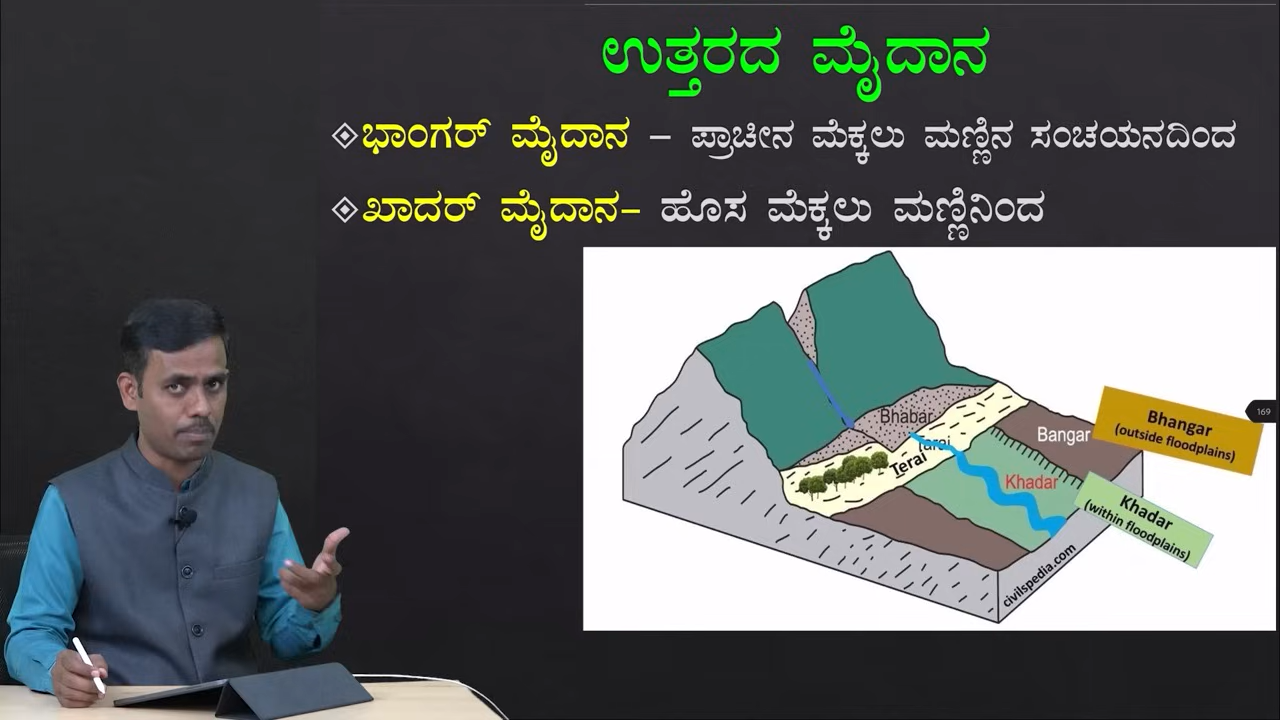 ಉತ್ತರದ ಮೈದಾನ
ಭಾಂಗರ್ ಮೈದಾನ – ಪ್ರಾಚೀನ ಮೆಕ್ಕಲು ಮಣ್ಣಿನ ಸಂಚಯನದಿಂದ
ಖಾದರ್ ಮೈದಾನ– ಹೊಸ ಮೆಕ್ಕಲು ಮಣ್ಣಿನಿಂದ
Bhabar
Tarai
Terai
Bangar
Khadar
Bhangar
(outside floodplains)
169
Khadar
(within floodplains)
civilspedia.com